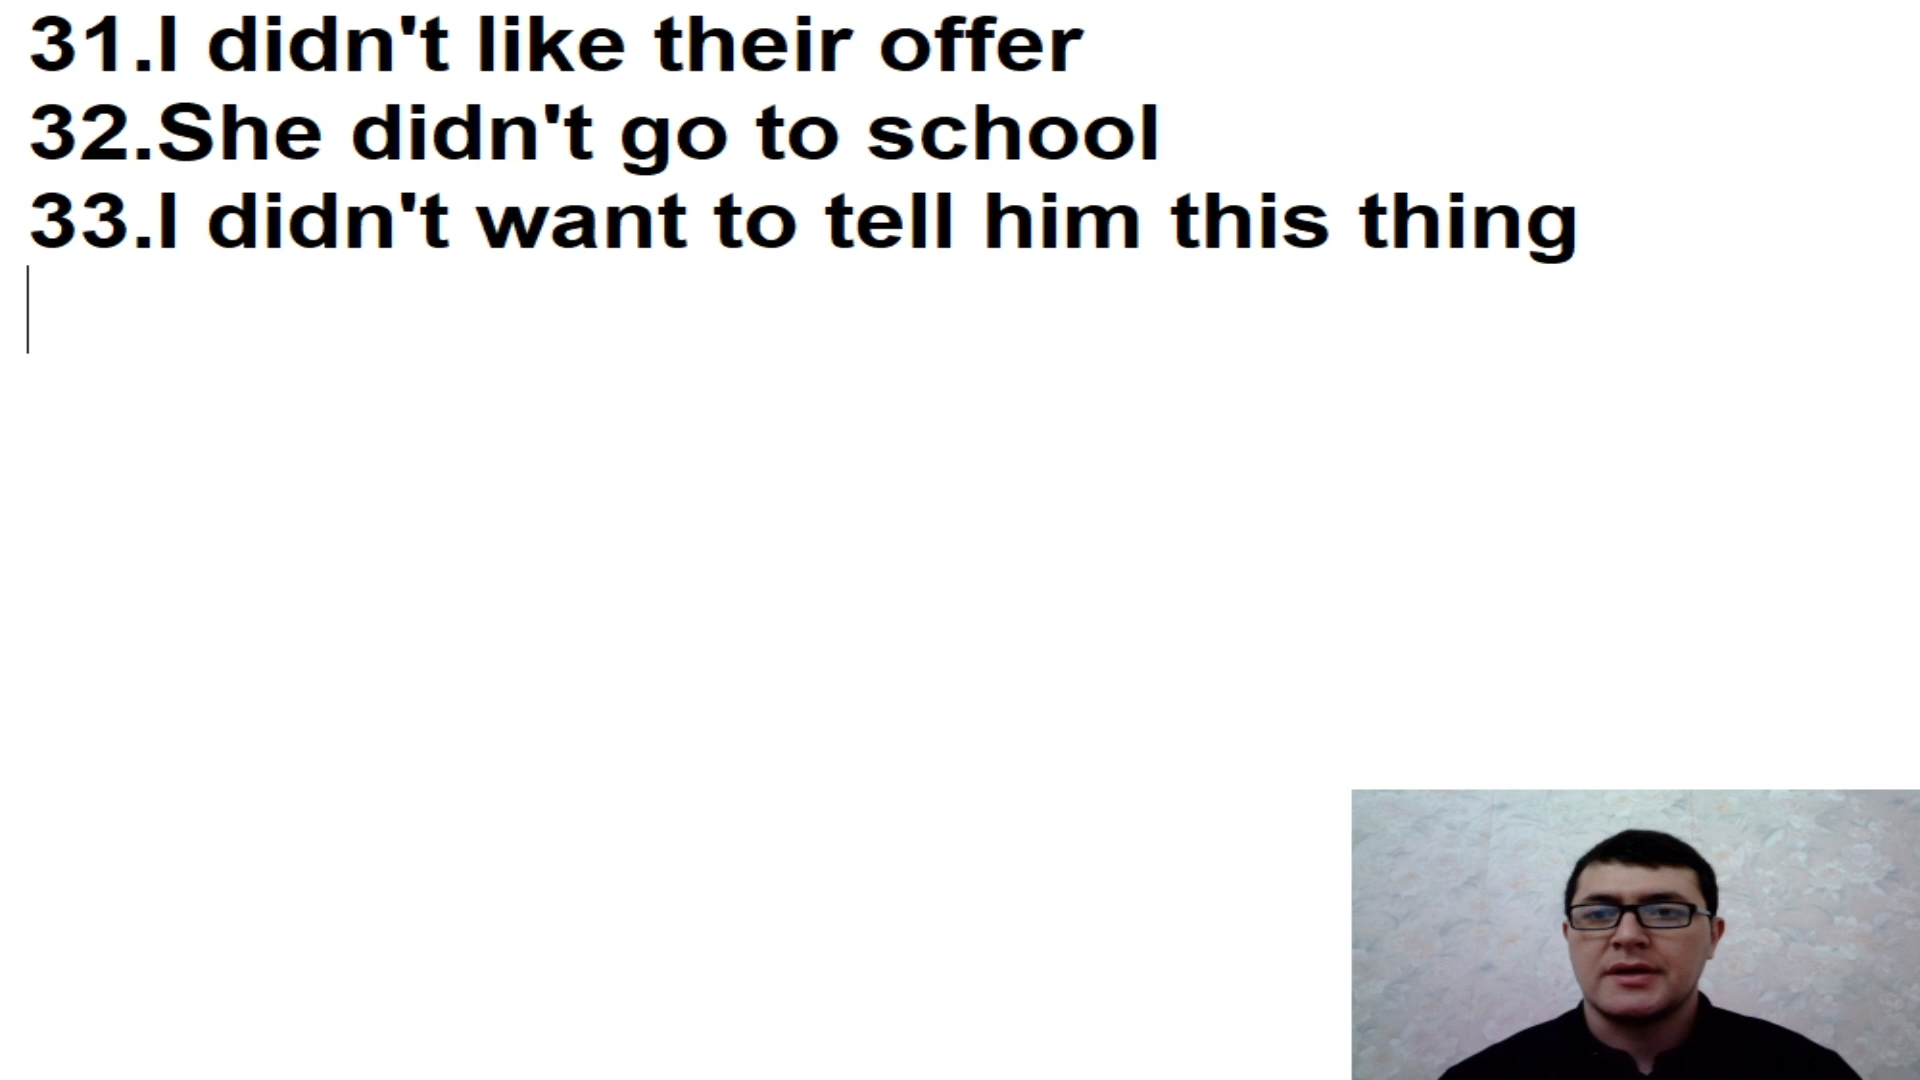 31.I didn't like their offer
32.She didn't go to school
33.I didn't want to tell him this thing